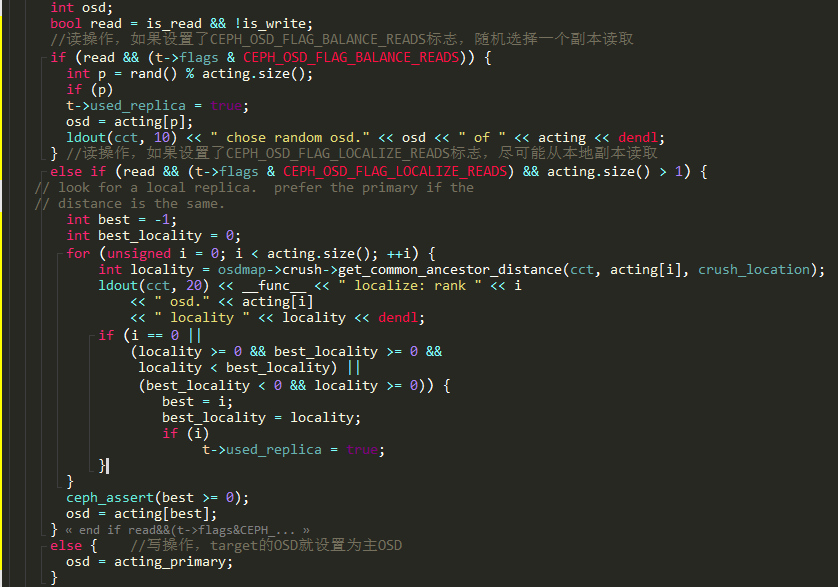 int osd;
bool read = is_read && !is_write;
//读操作，如果设置了CEPH_OSD_FLAG_BALANCE_READS标志，随机选择一个副本读取
if (read && (t->flags & CEPH_OSD_FLAG_BALANCE_READS)) {
int p = rand() % acting.size();
if (p)
t->used_replica = true;
osd = acting[p];
ldout(cct, 10) << " chose random osd." << osd << " of " << acting << dendl;
} //读操作，如果设置了CEPH_OSD_FLAG_LOCALIZE_READS标志，尽可能从本地副本读取
else if (read && (t->flags & CEPH_OSD_FLAG_LOCALIZE_READS) && acting.size() > 1) {
// look for a local replica.  prefer the primary if the
// distance is the same.
int best = -1;
int best_locality = 0;
for (unsigned i = 0; i < acting.size(); ++i) {
int locality = osdmap->crush->get_common_ancestor_distance(cct, acting[i], crush_location);
ldout(cct, 20) << __func__ << " localize: rank " << i
<< " osd." << acting[i]
<< " locality " << locality << dendl;
if (i == 0 ||
(locality >= 0 && best_locality >= 0 &&
locality < best_locality) ||
(best_locality < 0 && locality >= 0)) {
best = i;
best_locality = locality;
if (i)
t->used_replica = true;
}
}
ceph_assert(best >= 0);
osd = acting[best];
} « end if read&&(t->flags&CEPH_... »
else {    //写操作，target的OSD就设置为主OSD
osd = acting_primary;
}